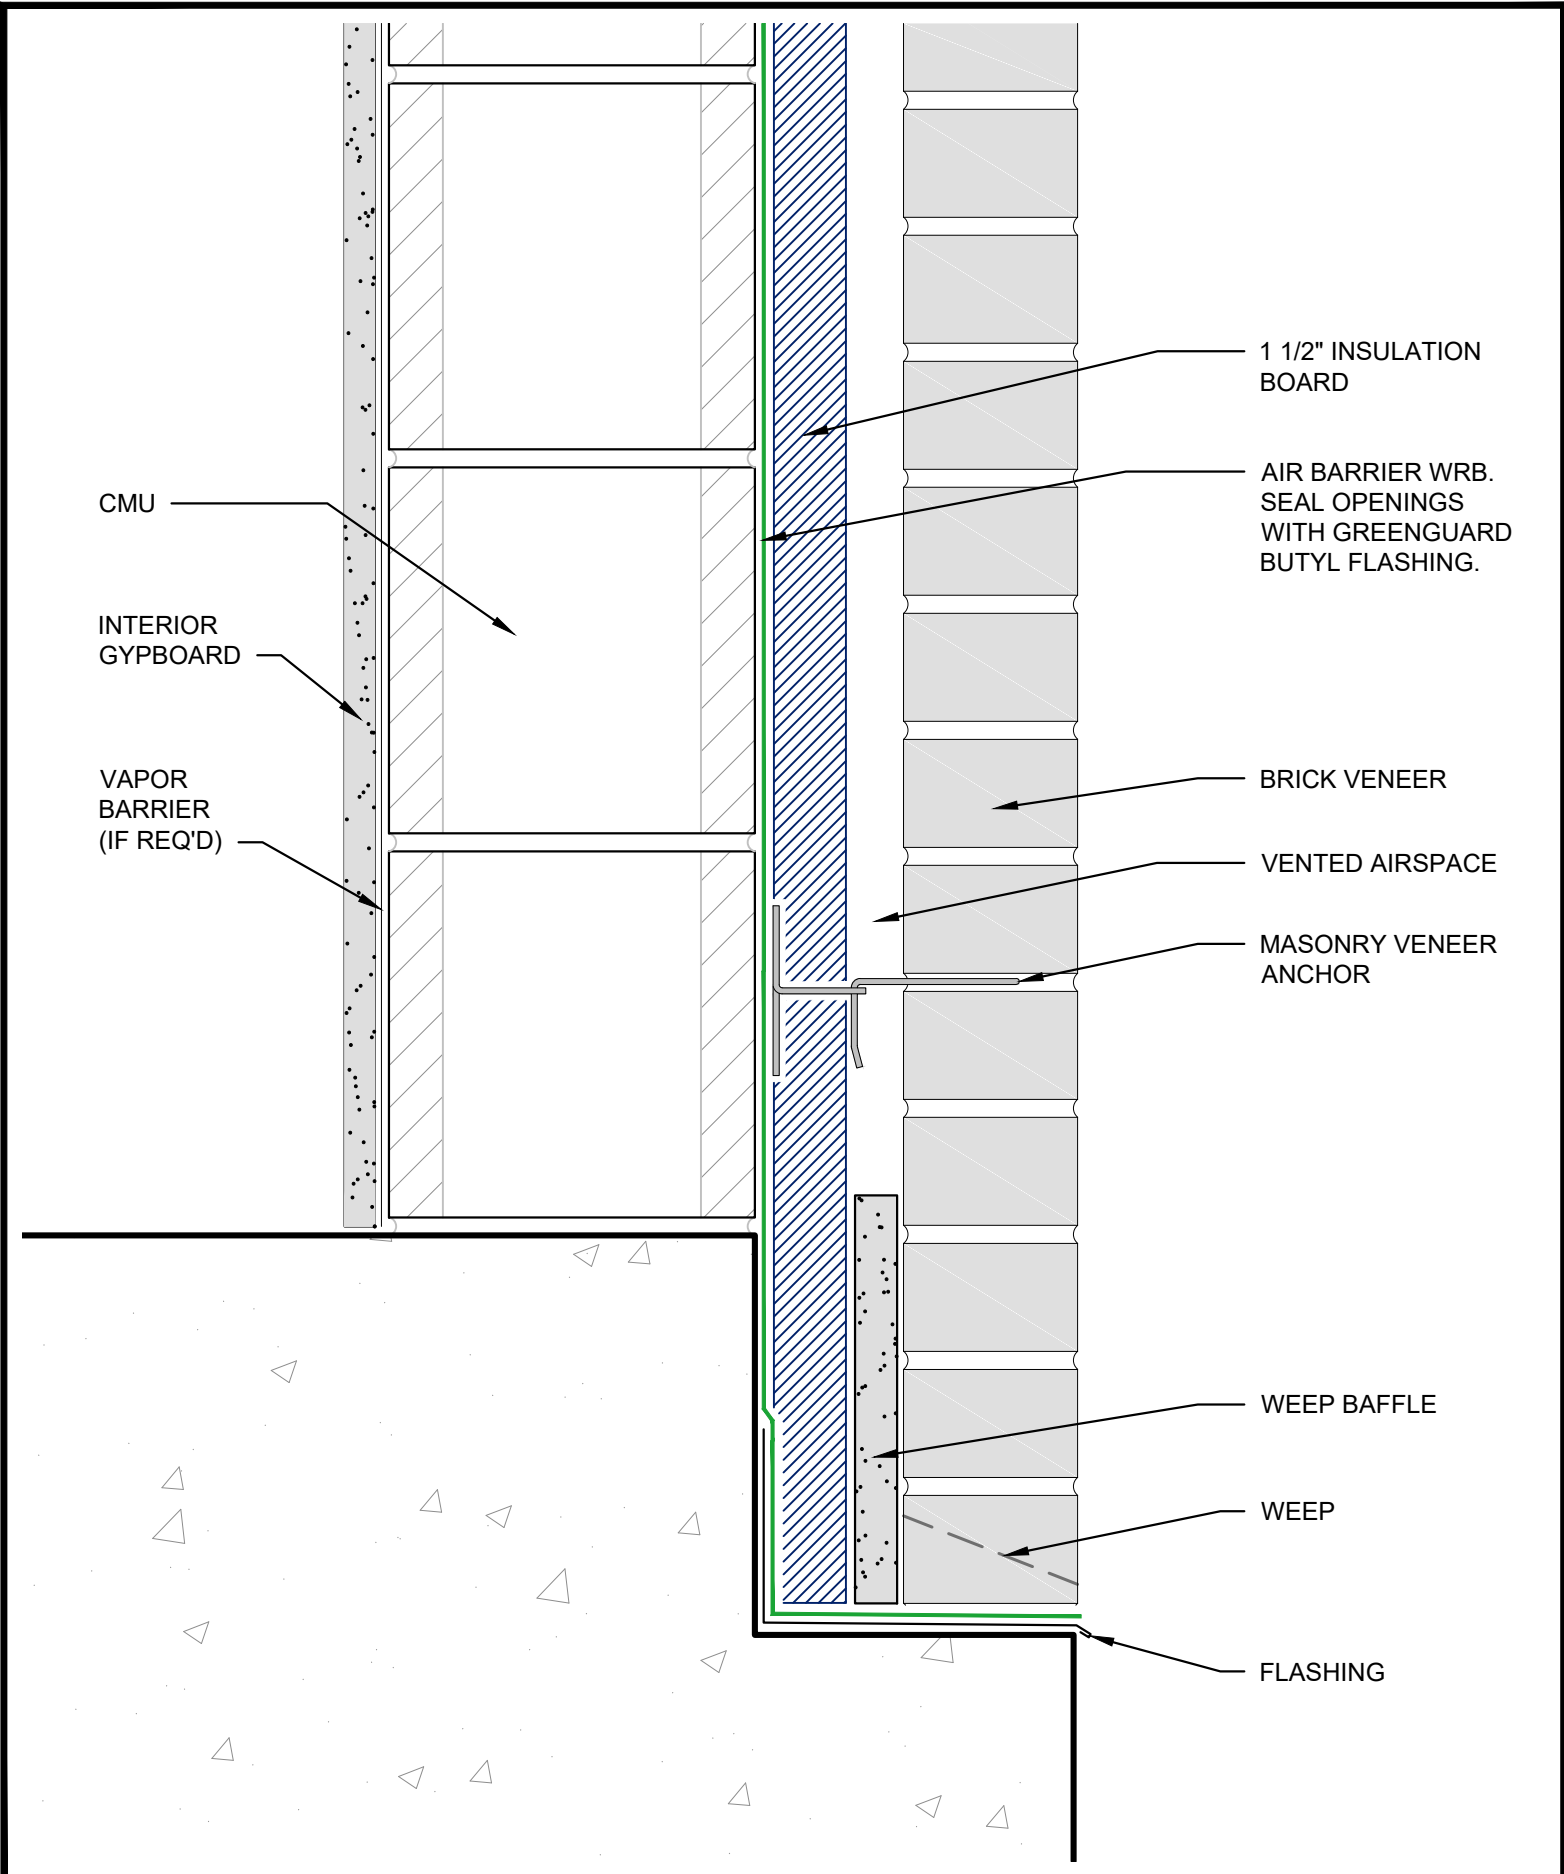 1 1/2" INSULATION
BOARD
AIR BARRIER WRB.
SEAL OPENINGS
WITH GREENGUARD
BUTYL FLASHING.
CMU
INTERIOR
GYPBOARD
VAPOR
BARRIER
(IF REQ'D)
BRICK VENEER
VENTED AIRSPACE
MASONRY VENEER
ANCHOR
WEEP BAFFLE
WEEP
FLASHING